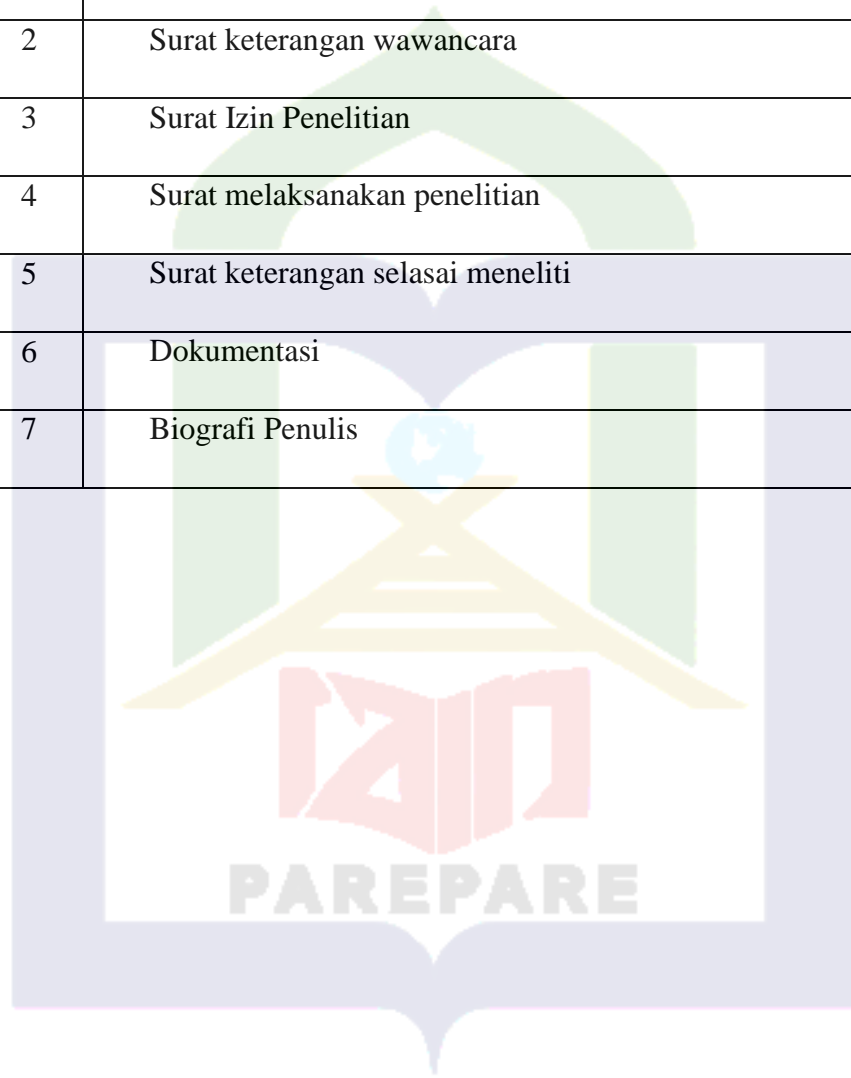 2 Surat keterangan wawancara
3 Surat Izin Penelitian
4 Surat melaksanakan penelitian
5 Surat keterangan selasai meneliti
6 Dokumentasi
7 Biografi Penulis
iain
PAREPARE